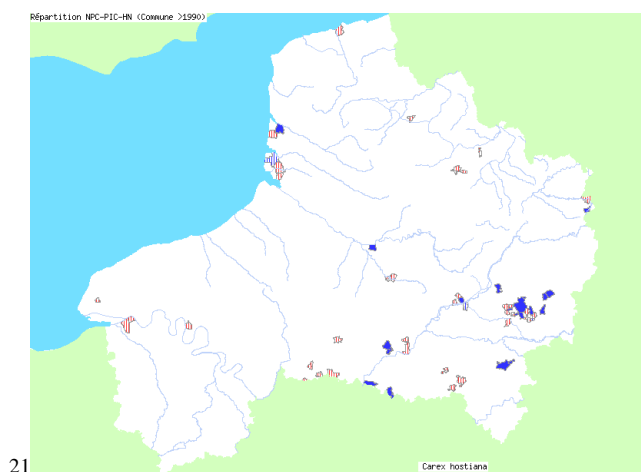 Répartition NPC-PIC-HN (Commune >1990)
21
Carex hostiana